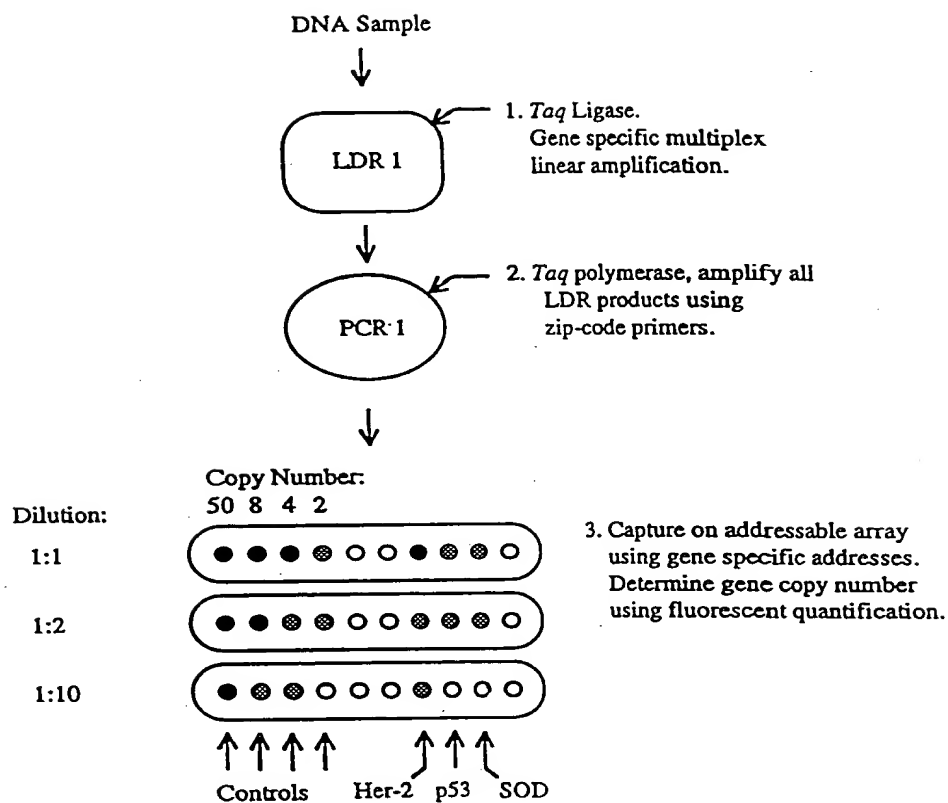 DNA Sample
LDR 1
1. Taq Ligase.
Gene specific multiplex
linear amplification.
PCR 1
2. Taq polymerase, amplify all
LDR products using
zip-code primers.
Copy Number:
50 8 4 2
Dilution:
1:1
1:2
1:10
3. Capture on addressable array
using gene specific addresses.
Determine gene copy number
using fluorescent quantification.
Controls Her-2 p53 SOD